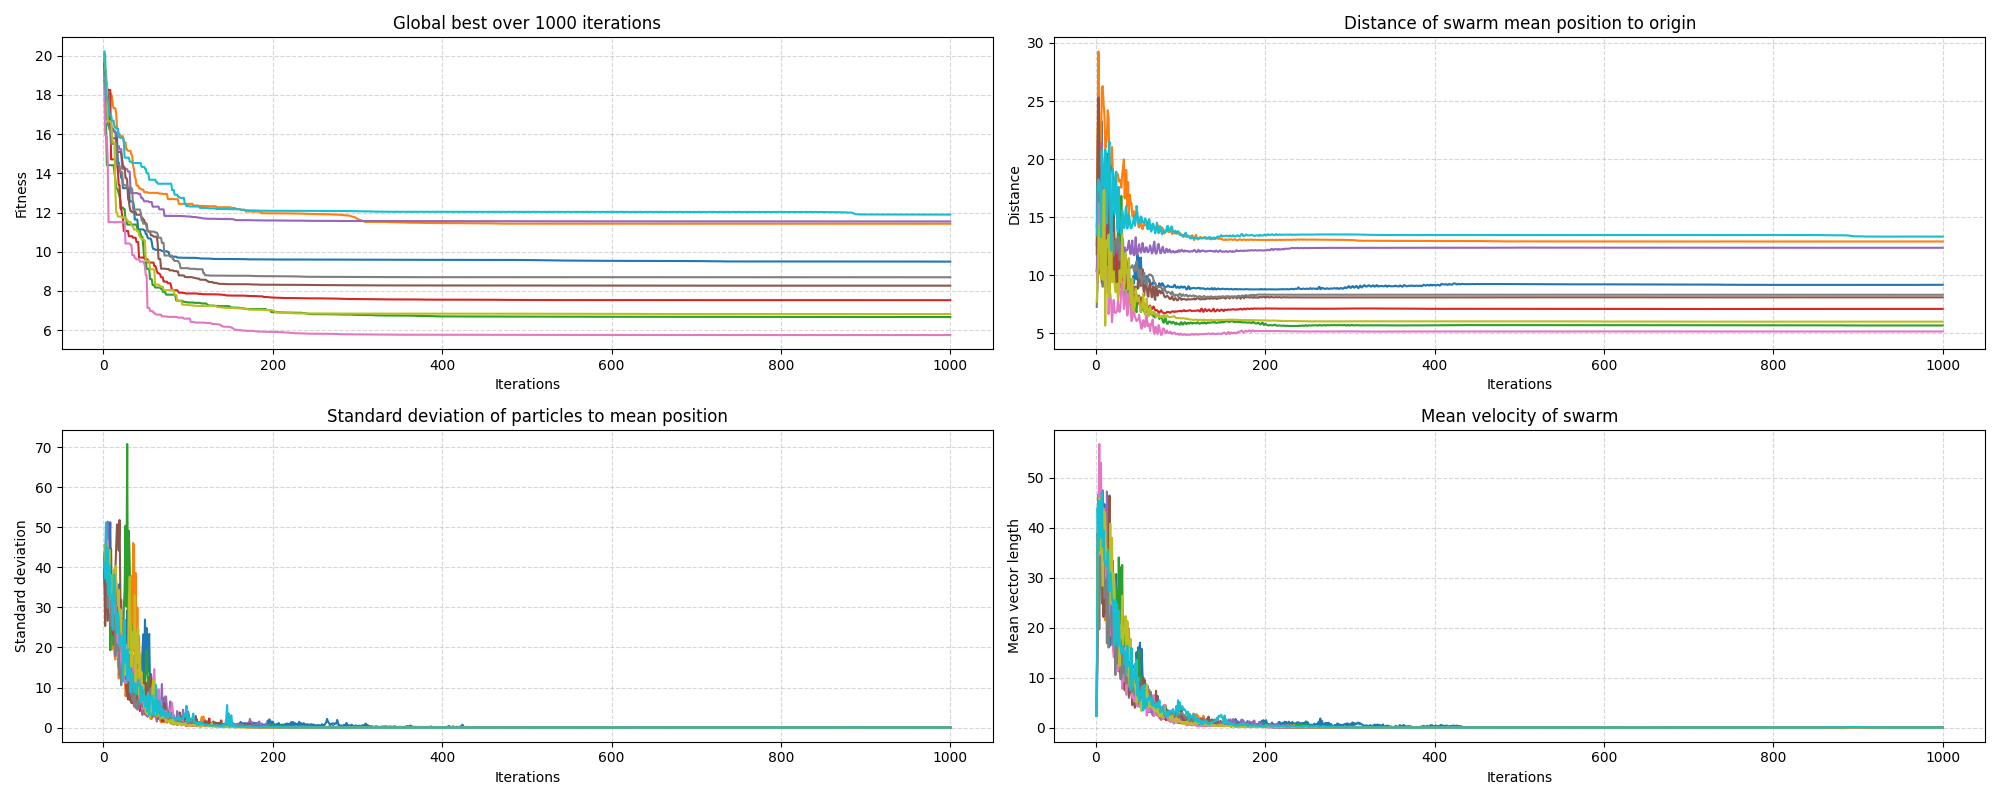 Global best over 1000 iterations
Fitness
20
18
16
14
12
10
8
6
0 200 400 600 800 1000
Iterations
Distance of swarm mean position to origin
Distance
30
25
20
15
10
5
0 200 400 600 800 1000
Iterations
Standard deviation of particles to mean position
Standard deviation
70
60
50
40
30
20
10
0
0 200 400 600 800 1000
Iterations
Mean velocity of swarm
Mean vector length
50
40
30
20
10
0
0 200 400 600 800 1000
Iterations